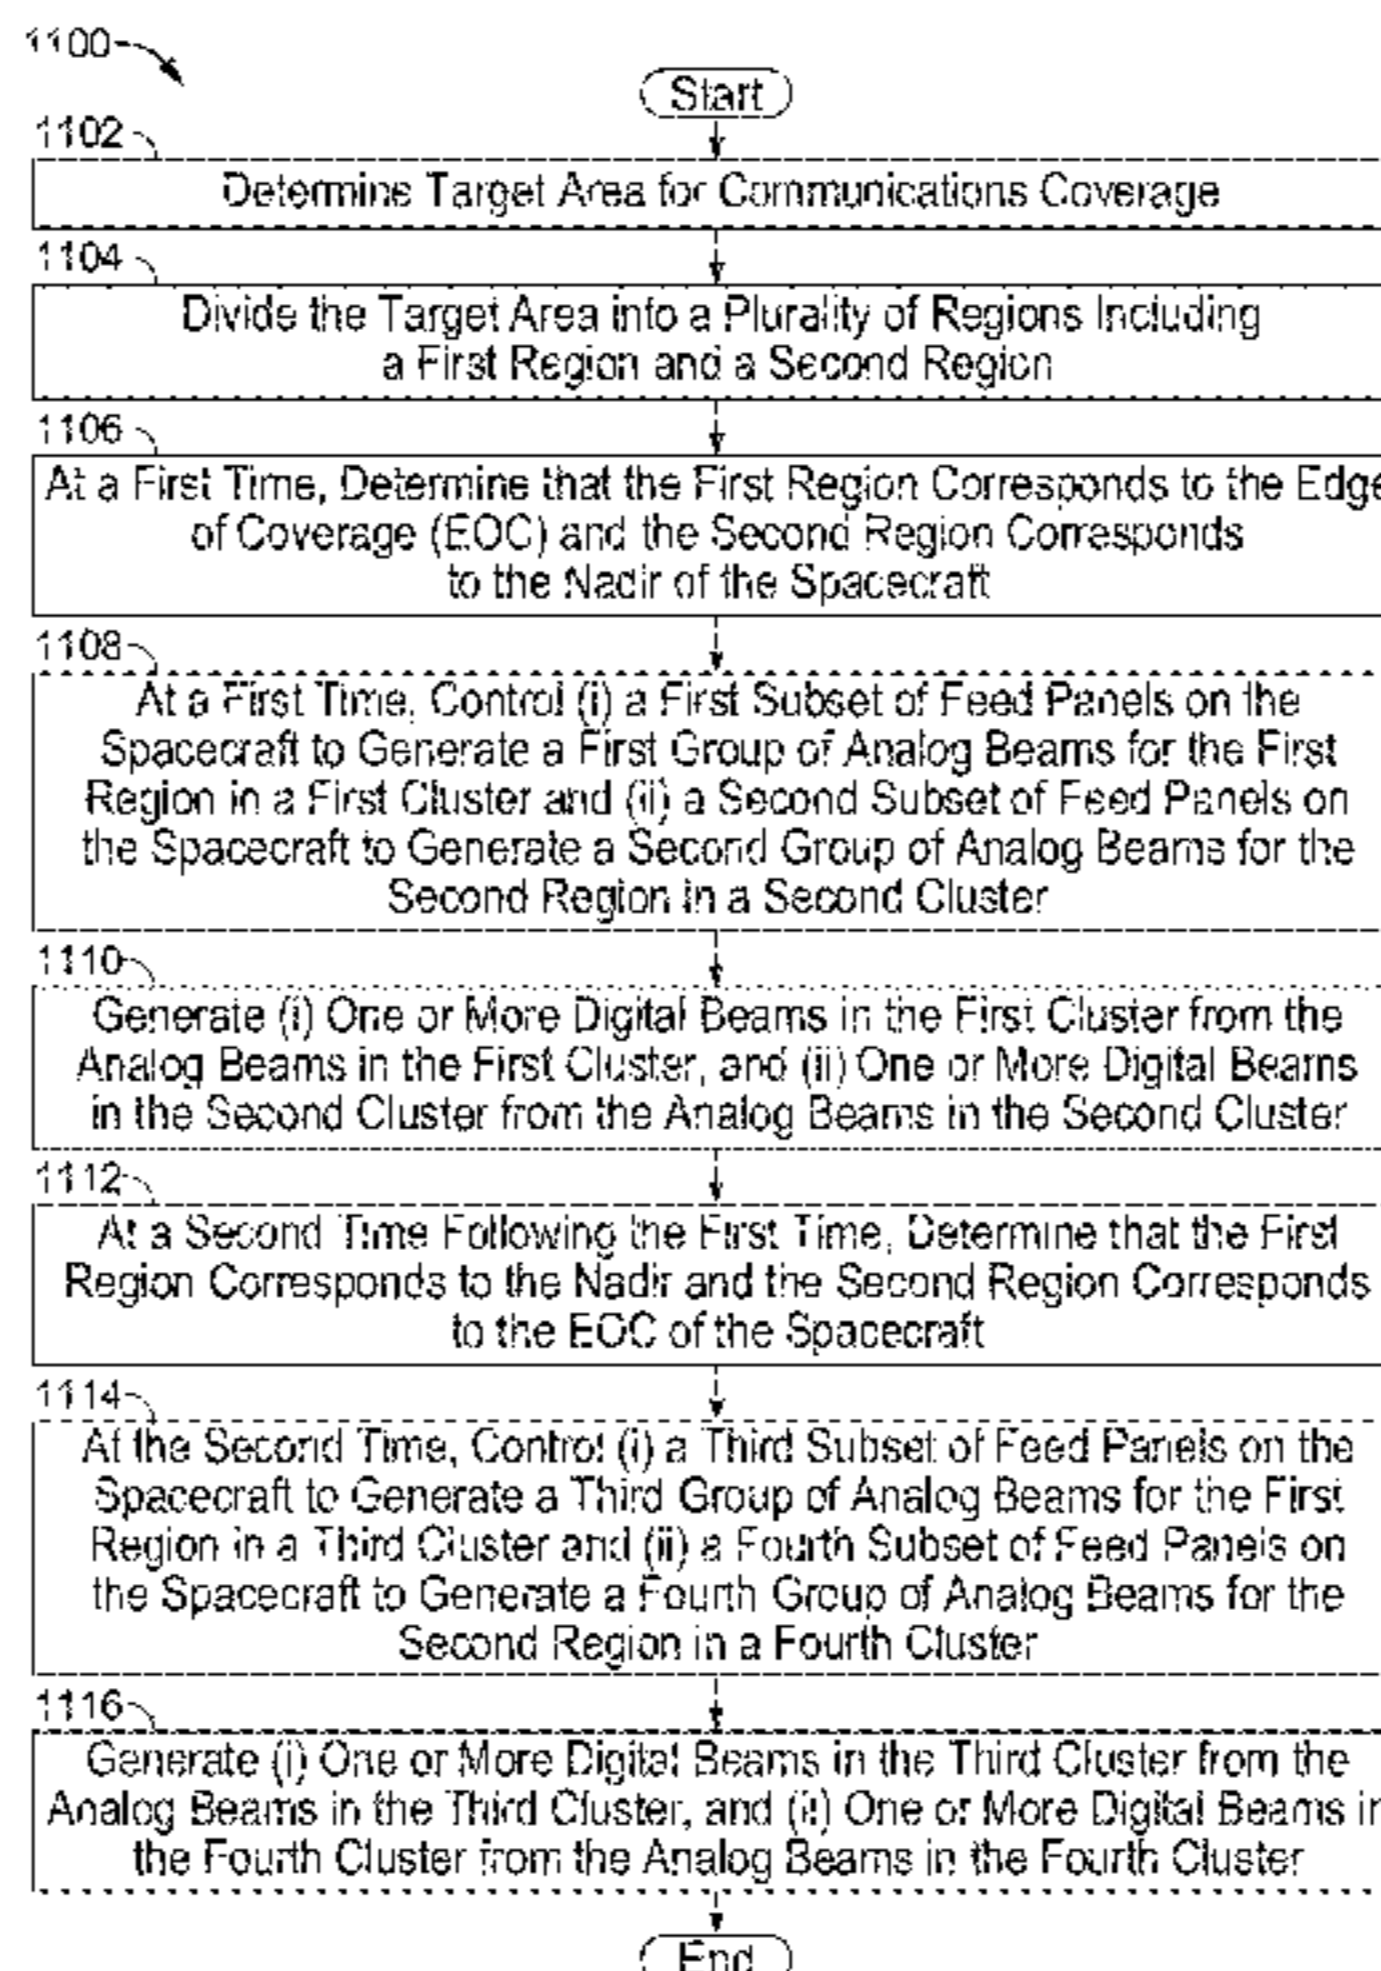 1100
Start
1102
Determine Target Area for Communications Coverage
1104
Divide the Target Area into a Plurality of Regions Including
a First Region and a Second Region
1106
At a First Time, Determine that the First Region Corresponds to the Edge
of Coverage (EOC) and the Second Region Corresponds
to the Nadir of the Spacecraft
1108
At a First Time, Control (i) a First Subset of Feed Panels on the
Spacecraft to Generate a First Group of Analog Beams for the First
Region in a First Cluster and (ii) a Second Subset of Feed Panels on
the Spacecraft to Generate a Second Group of Analog Beams for the
Second Region in a Second Cluster
1110
Generate (i) One or More Digital Beams in the First Cluster from the
Analog Beams in the First Cluster, and (ii) One or More Digital Beams
in the Second Cluster from the Analog Beams in the Second Cluster
1112
At a Second Time Following the First Time, Determine that the First
Region Corresponds to the Nadir and the Second Region Corresponds
to the EOC of the Spacecraft
1114
At the Second Time, Control (i) a Third Subset of Feed Panels on the
Spacecraft to Generate a Third Group of Analog Beams for the First
Region in a Third Cluster and (ii) a Fourth Subset of Feed Panels on
the Spacecraft to Generate a Fourth Group of Analog Beams for the
Second Region in a Fourth Cluster
1116
Generate (i) One or More Digital Beams in the Third Cluster from the
Analog Beams in the Third Cluster, and (ii) One or More Digital Beams in
the Fourth Cluster from the Analog Beams in the Fourth Cluster
End